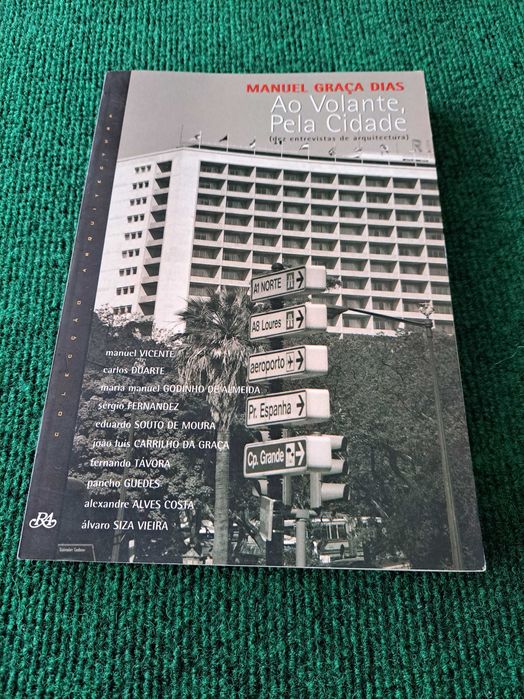 MANUEL GRAÇA DIAS
Ao Volante,
Pela Cidade
(dez entrevistas de arquitectura)
COLECÇÃO ARQUITECTURA
A1 NORTE
A8 Loures
aeroporto
Pr. Espanha
Cp. Grande
manuel VICENTE
carlos DUARTE
maria manuel GODINHO DE ALMEIDA
sérgio FERNANDEZ
eduardo SOUTO DE MOURA
joão luís CARRILHO DA GRAÇA
fernando TÁVORA
pancho GUEDES
alexandre ALVES COSTA
álvaro SIZA VIEIRA